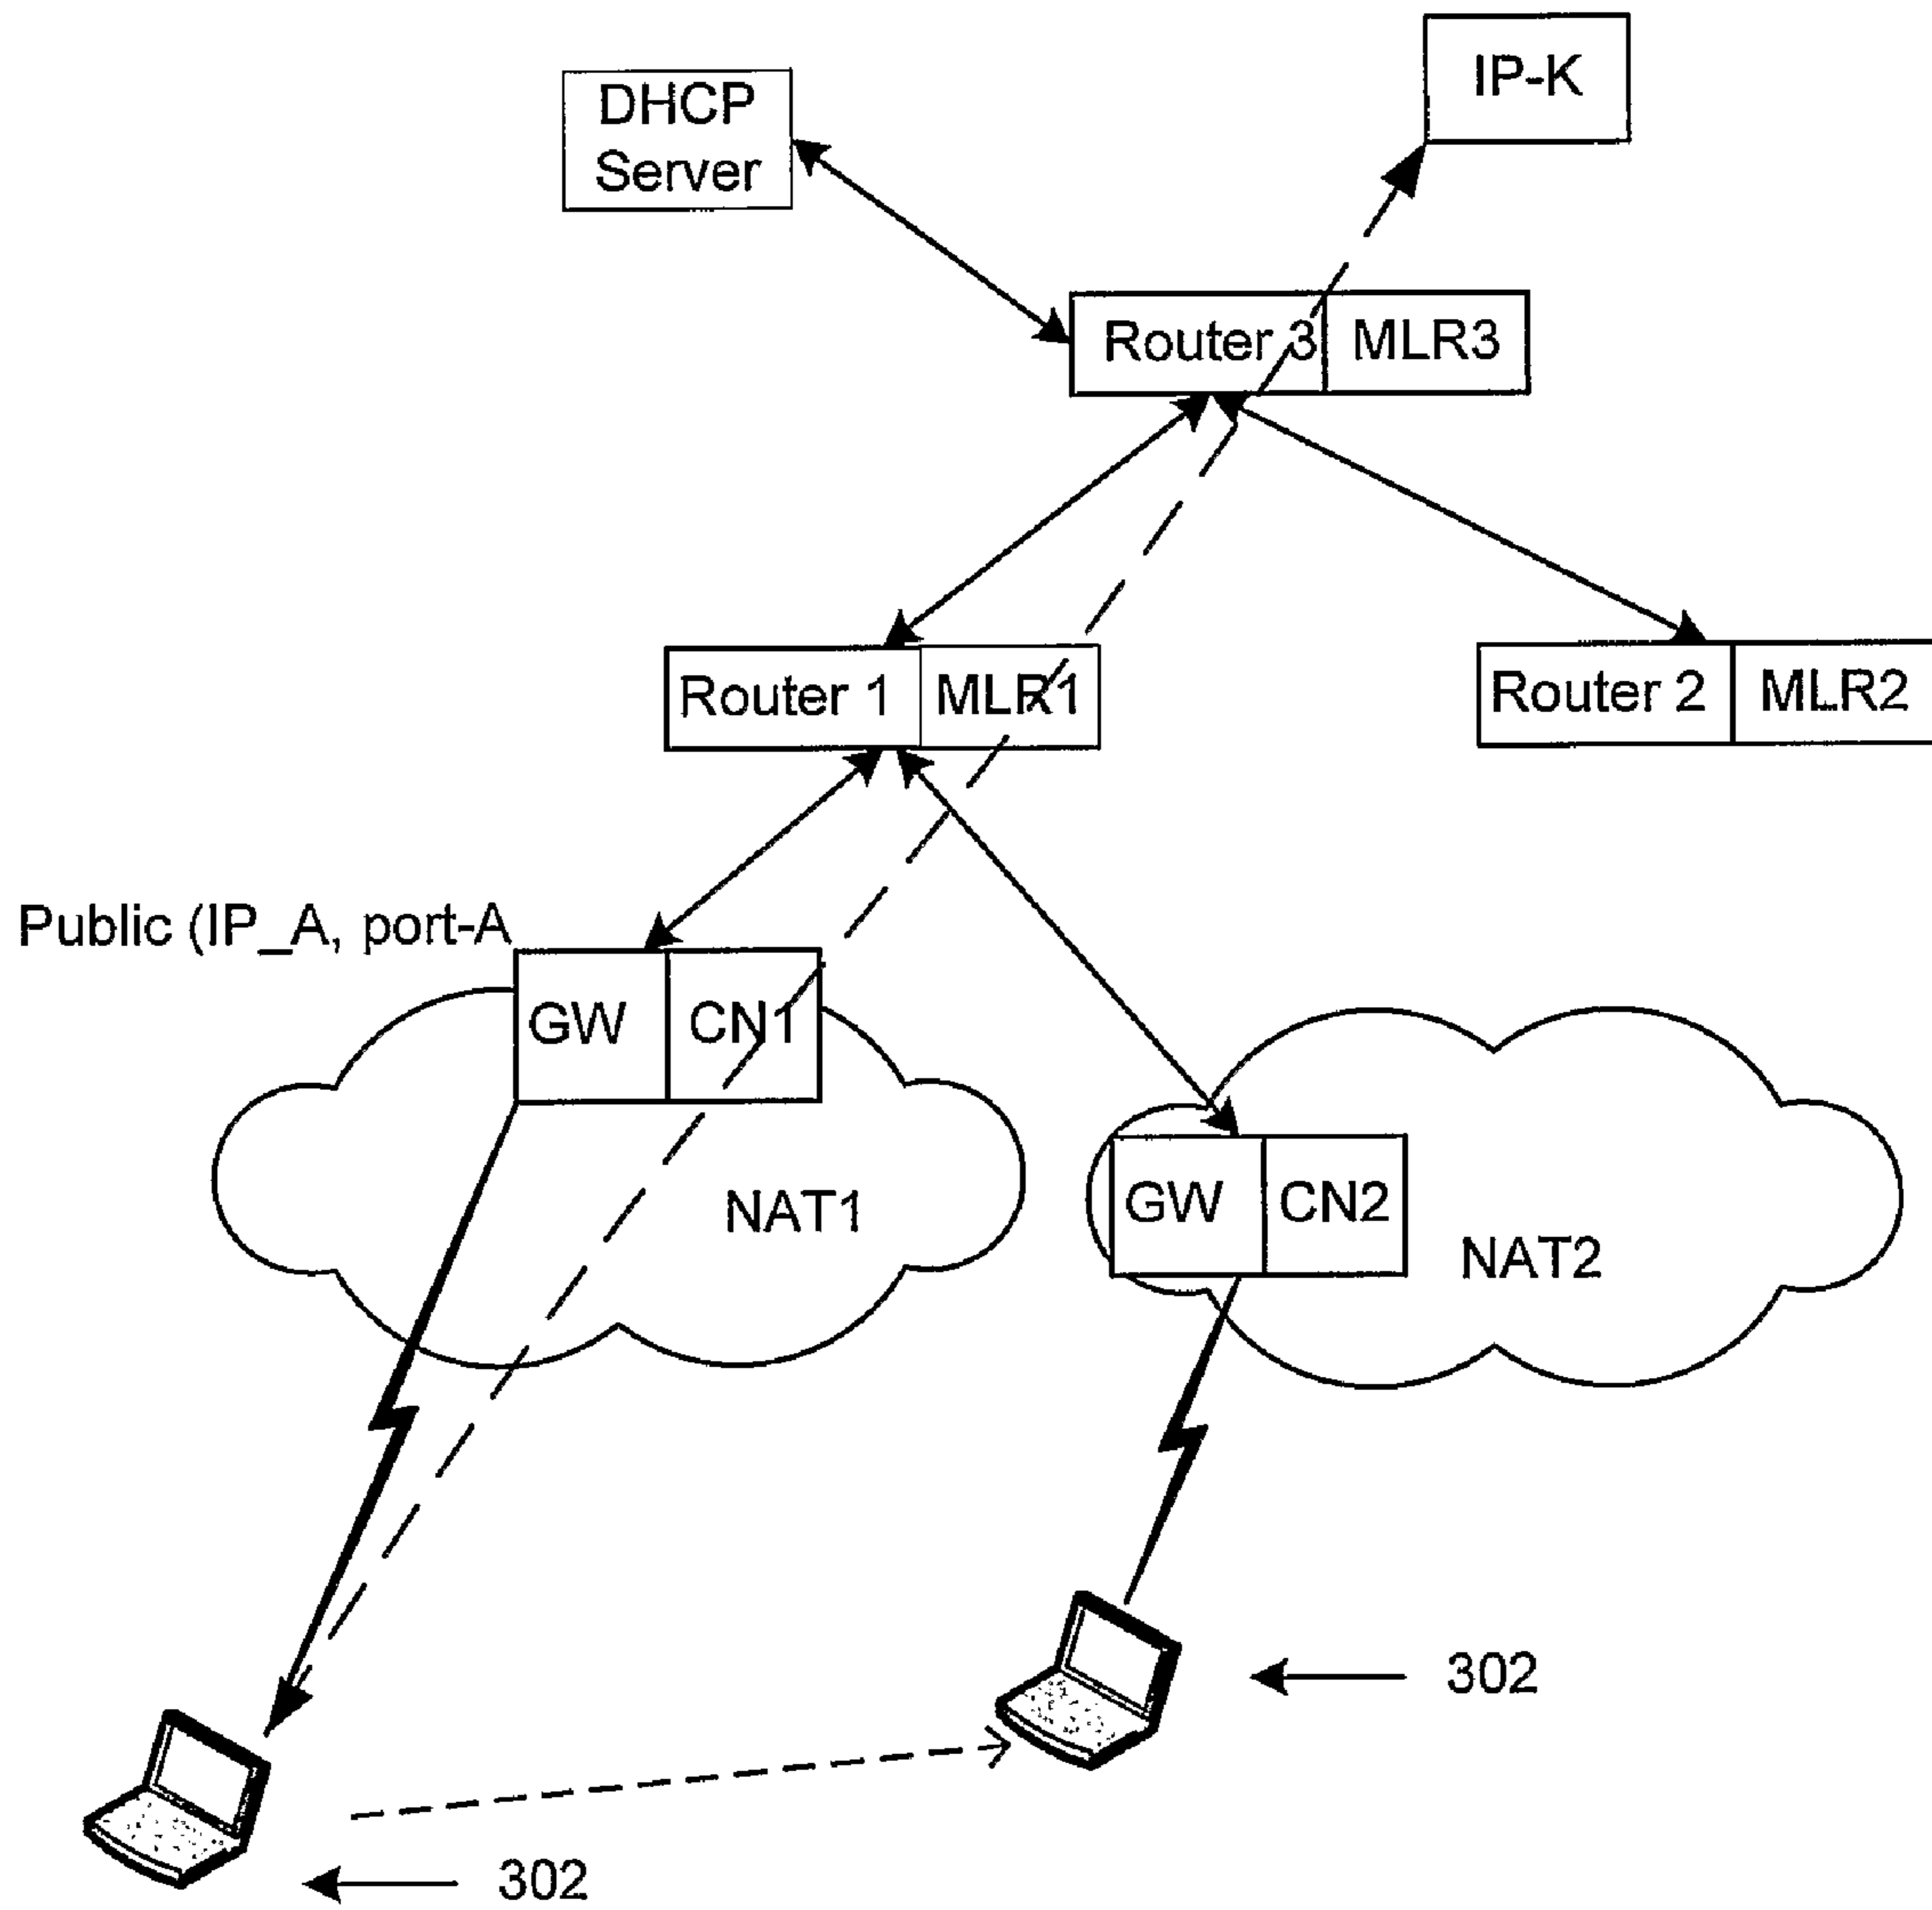 IP-K
DHCP
Server
Router 3
MLR3
Router 1
MLR1
Router 2
MLR2
Public (IP_A, port-A
GW
CN1
NAT1
GW
CN2
NAT2
302
302